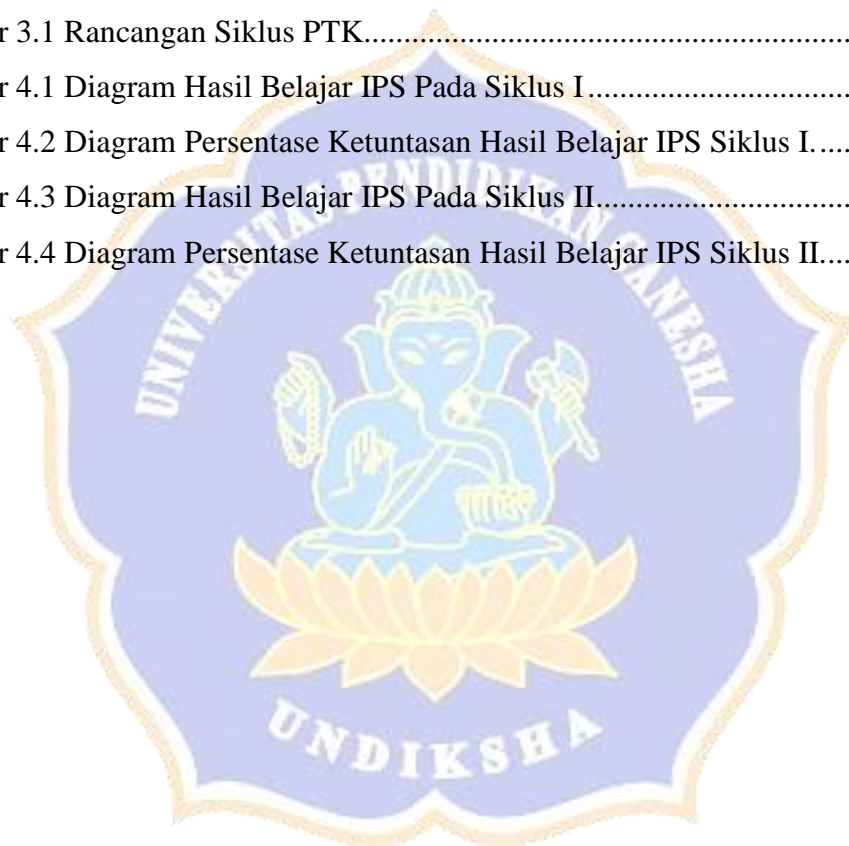 r 3.1 Rancangan Siklus PTK..................................................................
r 4.1 Diagram Hasil Belajar IPS Pada Siklus I.................................
r 4.2 Diagram Persentase Ketuntasan Hasil Belajar IPS Siklus I.....
r 4.3 Diagram Hasil Belajar IPS Pada Siklus II................................
r 4.4 Diagram Persentase Ketuntasan Hasil Belajar IPS Siklus II....
UNIVERSITAS PENDIDIKAN GANESHA
UNDIKSHA